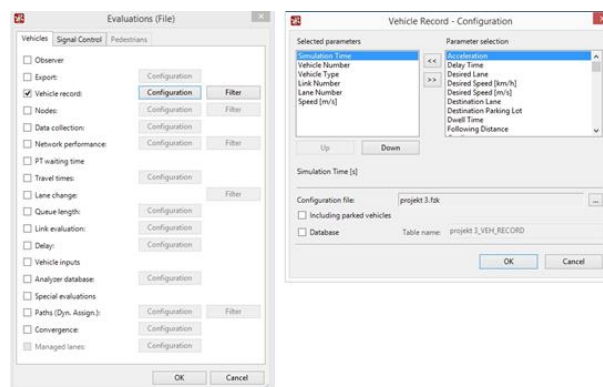 Evaluations (File)
Vehicles Signal Control Pedestrians
Observer
Export: Configuration
Vehicle record: Configuration Filter
Nodes: Configuration Filter
Data collection: Configuration
Network performance: Configuration Filter
PT waiting time
Travel times: Configuration
Lane change: Filter
Queue length: Configuration
Link evaluation: Configuration
Delay: Configuration
Vehicle inputs
Analyzer database: Configuration
Special evaluations
Paths (Dyn. Assign.): Configuration Filter
Convergence: Configuration
Managed lanes: Configuration
OK Cancel
Vehicle Record - Configuration
Selected parameters
Simulation Time
Vehicle Number
Vehicle Type
Link Number
Lane Number
Speed [m/s]
<<
>>
Parameter selection
Acceleration
Delay Time
Desired Lane
Desired Speed [km/h]
Desired Speed [m/s]
Destination Lane
Destination Parking Lot
Dwell Time
Following Distance
Up Down
Simulation Time [s]
Configuration file: projekt 3.fzk ...
Including parked vehicles
Database Table name: projekt 3_VEH_RECORD
OK Cancel